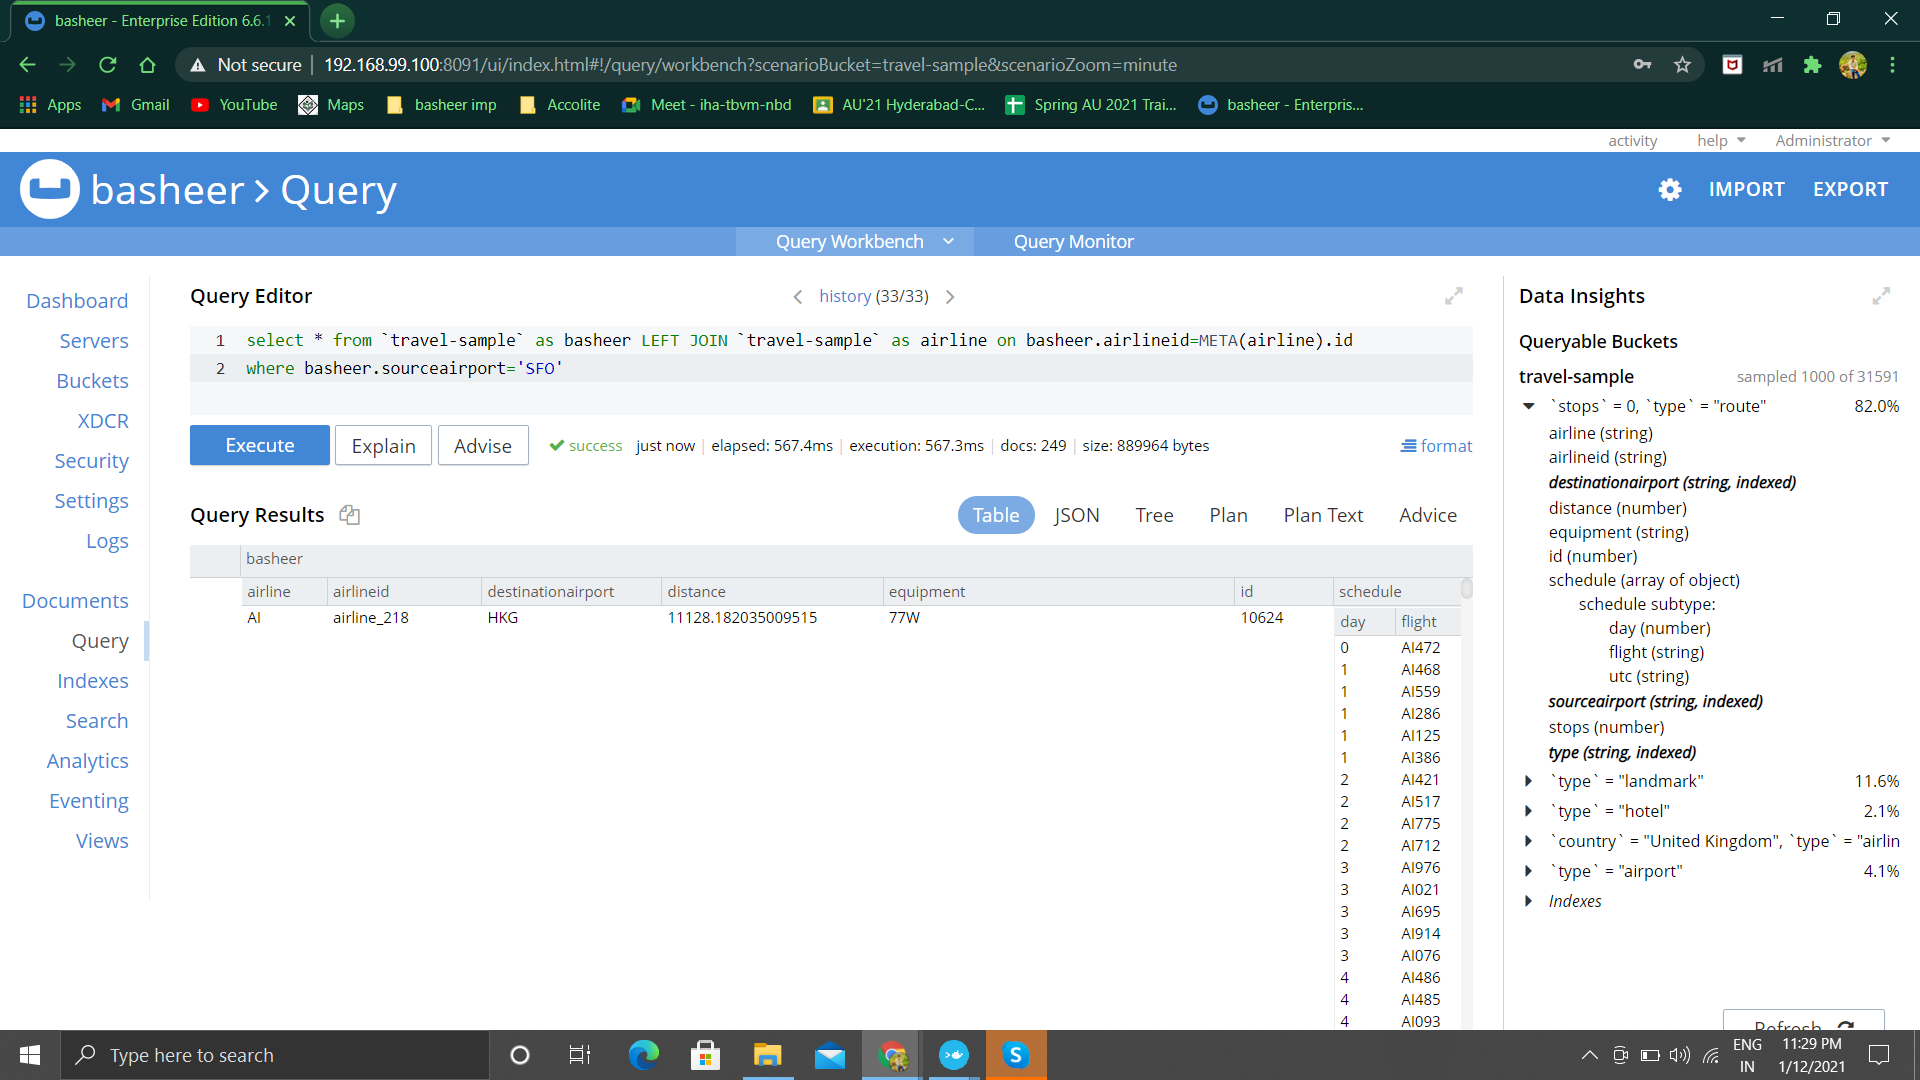 basheer - Enterprise Edition 6.6.1
Not secure 192.168.99.100:8091/ui/index.html#!/query/workbench?scenarioBucket=travel-sample&scenarioZoom=minute
Apps Gmail YouTube Maps basheer imp Accolite Meet - iha-tbvm-nbd AU'21 Hyderabad-C... Spring AU 2021 Trai... basheer - Enterpris...
activity help Administrator
basheer > Query IMPORT EXPORT
Query Workbench Query Monitor
Dashboard
Servers
Buckets
XDCR
Security
Settings
Logs
Documents
Query
Indexes
Search
Analytics
Eventing
Views
Query Editor history (33/33)
1 select * from `travel-sample` as basheer LEFT JOIN `travel-sample` as airline on basheer.airlineid=META(airline).id
2 where basheer.sourceairport='SFO'
Execute Explain Advise success just now | elapsed: 567.4ms | execution: 567.3ms | docs: 249 | size: 889964 bytes format
Query Results Table JSON Tree Plan Plan Text Advice
basheer
airline airlineid destinationairport distance equipment id schedule
AI airline_218 HKG 11128.182035009515 77W 10624
day flight
0 AI472
1 AI468
1 AI559
1 AI286
1 AI125
1 AI386
2 AI421
2 AI517
2 AI775
2 AI712
3 AI976
3 AI021
3 AI695
3 AI914
3 AI076
4 AI486
4 AI485
4 AI093
Data Insights
Queryable Buckets
travel-sample sampled 1000 of 31591
`stops` = 0, `type` = "route" 82.0%
airline (string)
airlineid (string)
destinationairport (string, indexed)
distance (number)
equipment (string)
id (number)
schedule (array of object)
schedule subtype:
day (number)
flight (string)
utc (string)
sourceairport (string, indexed)
stops (number)
type (string, indexed)
`type` = "landmark" 11.6%
`type` = "hotel" 2.1%
`country` = "United Kingdom", `type` = "airlin
`type` = "airport" 4.1%
Indexes
Refresh
Type here to search
ENG
IN
11:29 PM
1/12/2021